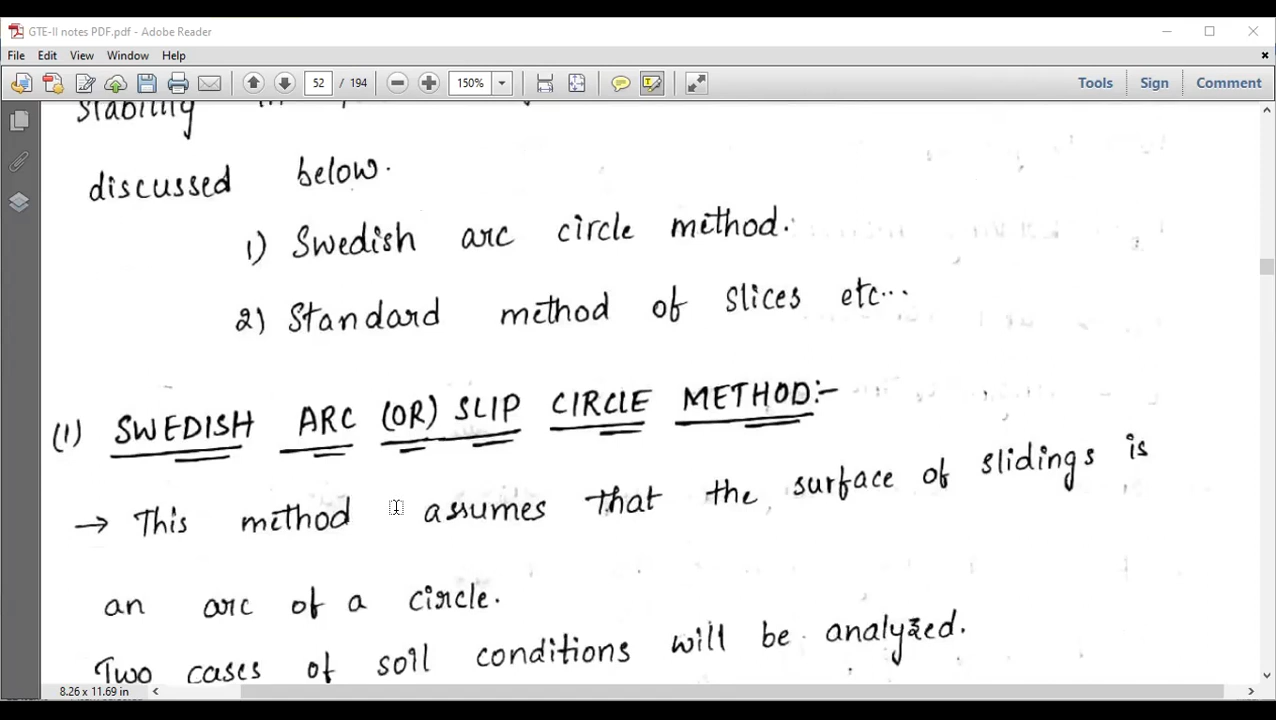 GTE-II notes PDF.pdf - Adobe Reader
File Edit View Window Help
52 / 194 150% Tools Sign Comment
stability in
discussed below.
1) Swedish arc circle method.
2) Standard method of slices etc...
(1) SWEDISH ARC (OR) SLIP CIRCLE METHOD:-
→ This method assumes that the surface of slidings is
an arc of a circle.
Two cases of soil conditions will be analyzed.
8.26 x 11.69 in